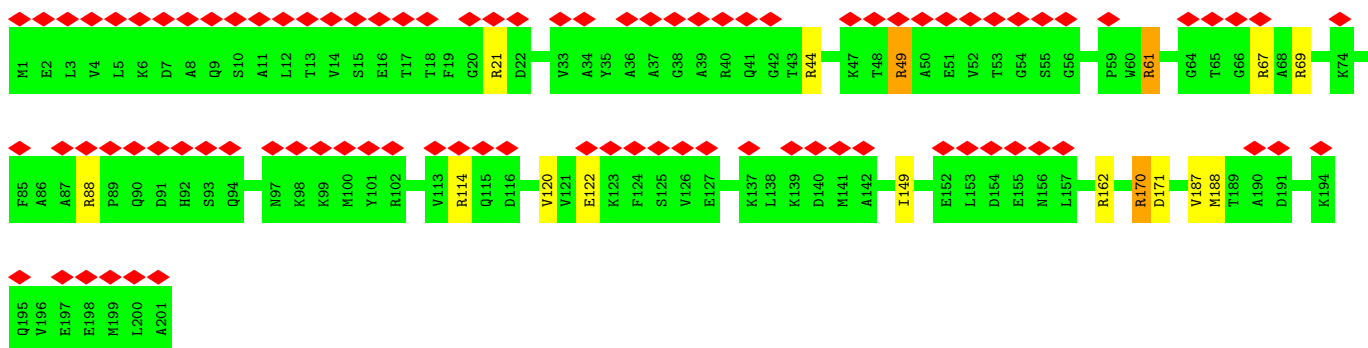 M1 E2 L3 V4 L5 K6 D7 A8 Q9 S10 A11 L12 T13 V14 S15 E16 T17 T18 F19 G20 R21 D22 V33 A34 Y35 A36 A37 G38 A39 R40 Q41 G42 T43 R44 K47 T48 R49 A50 E51 V52 T53 G54 S55 G56 P59 W60 R61 G64 T65 G66 R67 A68 R69 K74
F85 A86 A87 R88 P89 Q90 D91 H92 S93 Q94 N97 K98 K99 M100 Y101 R102 V113 R114 Q115 D116 V120 V121 E122 K123 F124 S125 V126 E127 K137 L138 K139 D140 M141 A142 I149 E152 L153 D154 E155 N156 L157 R162 R170 D171 V187 M188 T189 A190 D191 K194
Q195 V196 E197 E198 M199 L200 A201